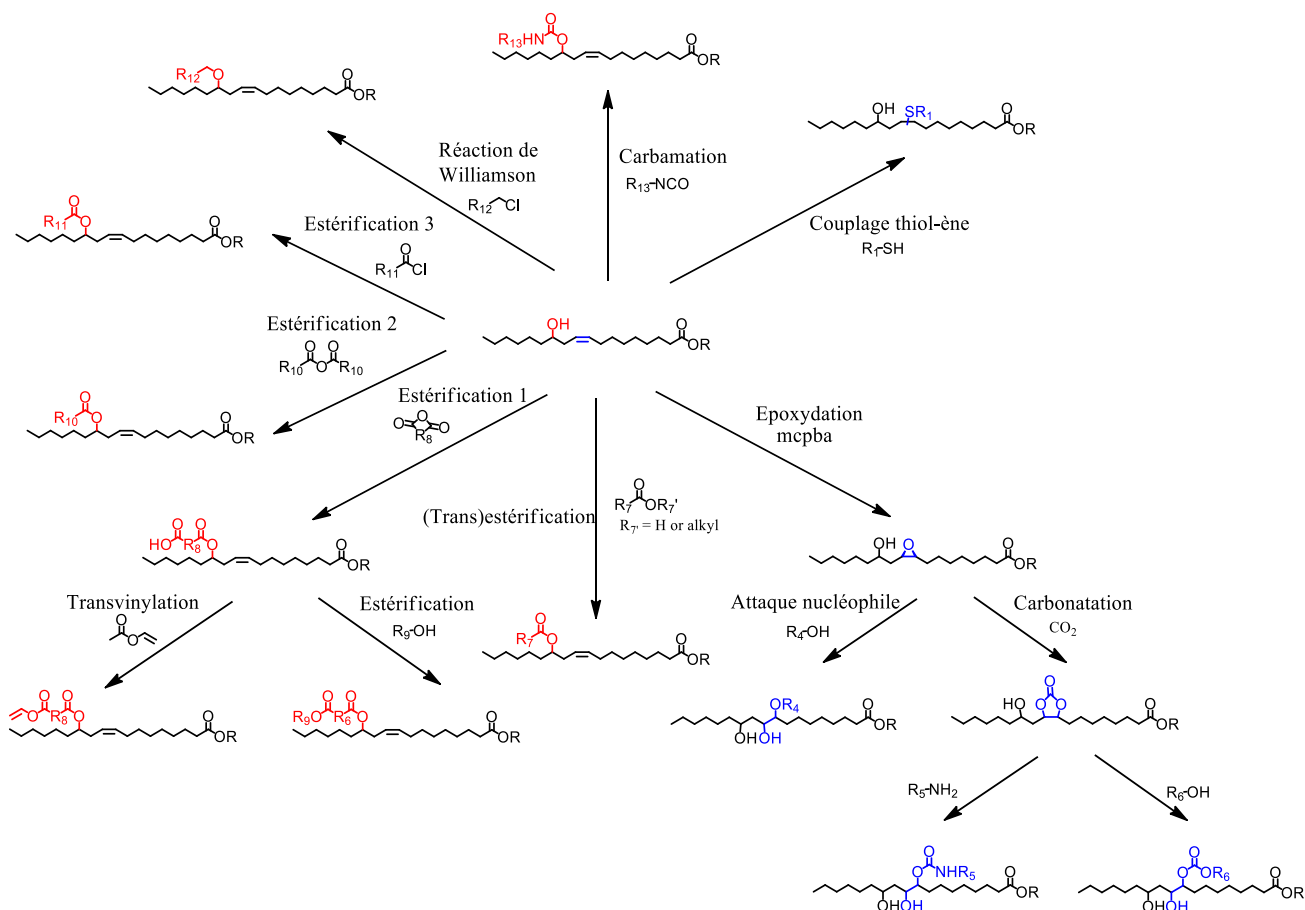 R13HN O O O OR
R12 O O OR
OH SR1 O OR
Réaction de
Williamson
R12 Cl
Carbamation
R13-NCO
Couplage thiol-ène
R1-SH
O R11 O O OR
Estérification 3
O R11 Cl
OH O OR
Estérification 2
O O R10 O R10
O R10 O O OR
Estérification 1
O O O R8
Epoxydation
mcpba
(Trans)estérification
O R7 OR7'
R7' = H or alkyl
O O HO R8 O O OR
OH O O OR
Transvinylation
O O
Estérification
R9-OH
Attaque nucléophile
R4-OH
Carbonatation
CO2
O R7 O O OR
O O O R8 O O OR
O O R9O R6 O O OR
OR4 OH OH O OR
O O O OH O OR
R5-NH2
R6-OH
O O NHR5 OH OH O OR
O O OR6 OH OH O OR